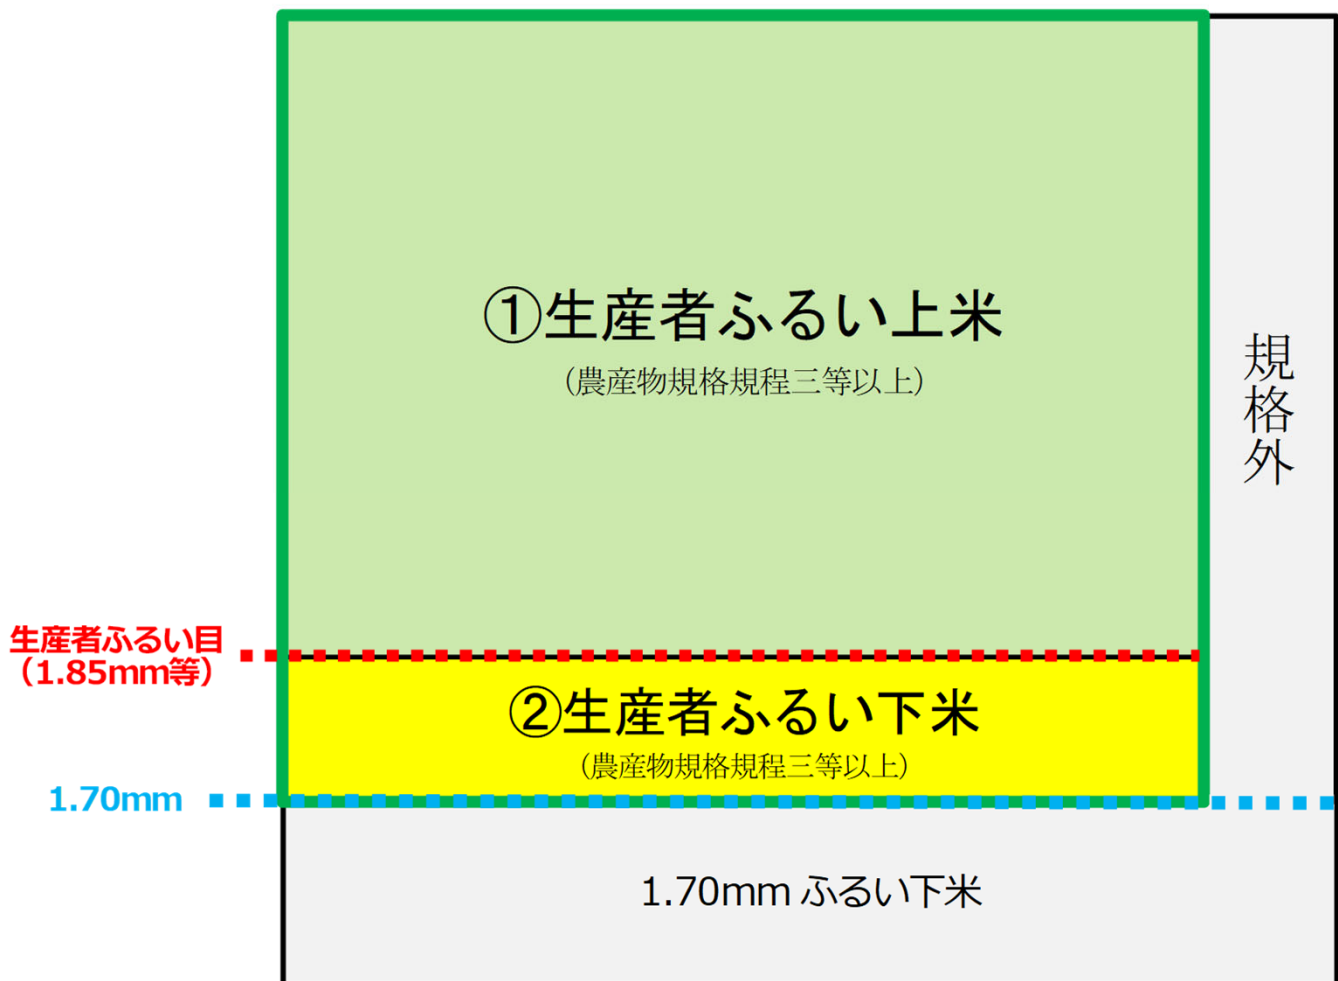 ①生産者ふるい上米
(農産物規格規程三等以上)
規格外
生産者ふるい目
(1.85mm等)
②生産者ふるい下米
(農産物規格規程三等以上)
1.70mm
1.70mm ふるい下米